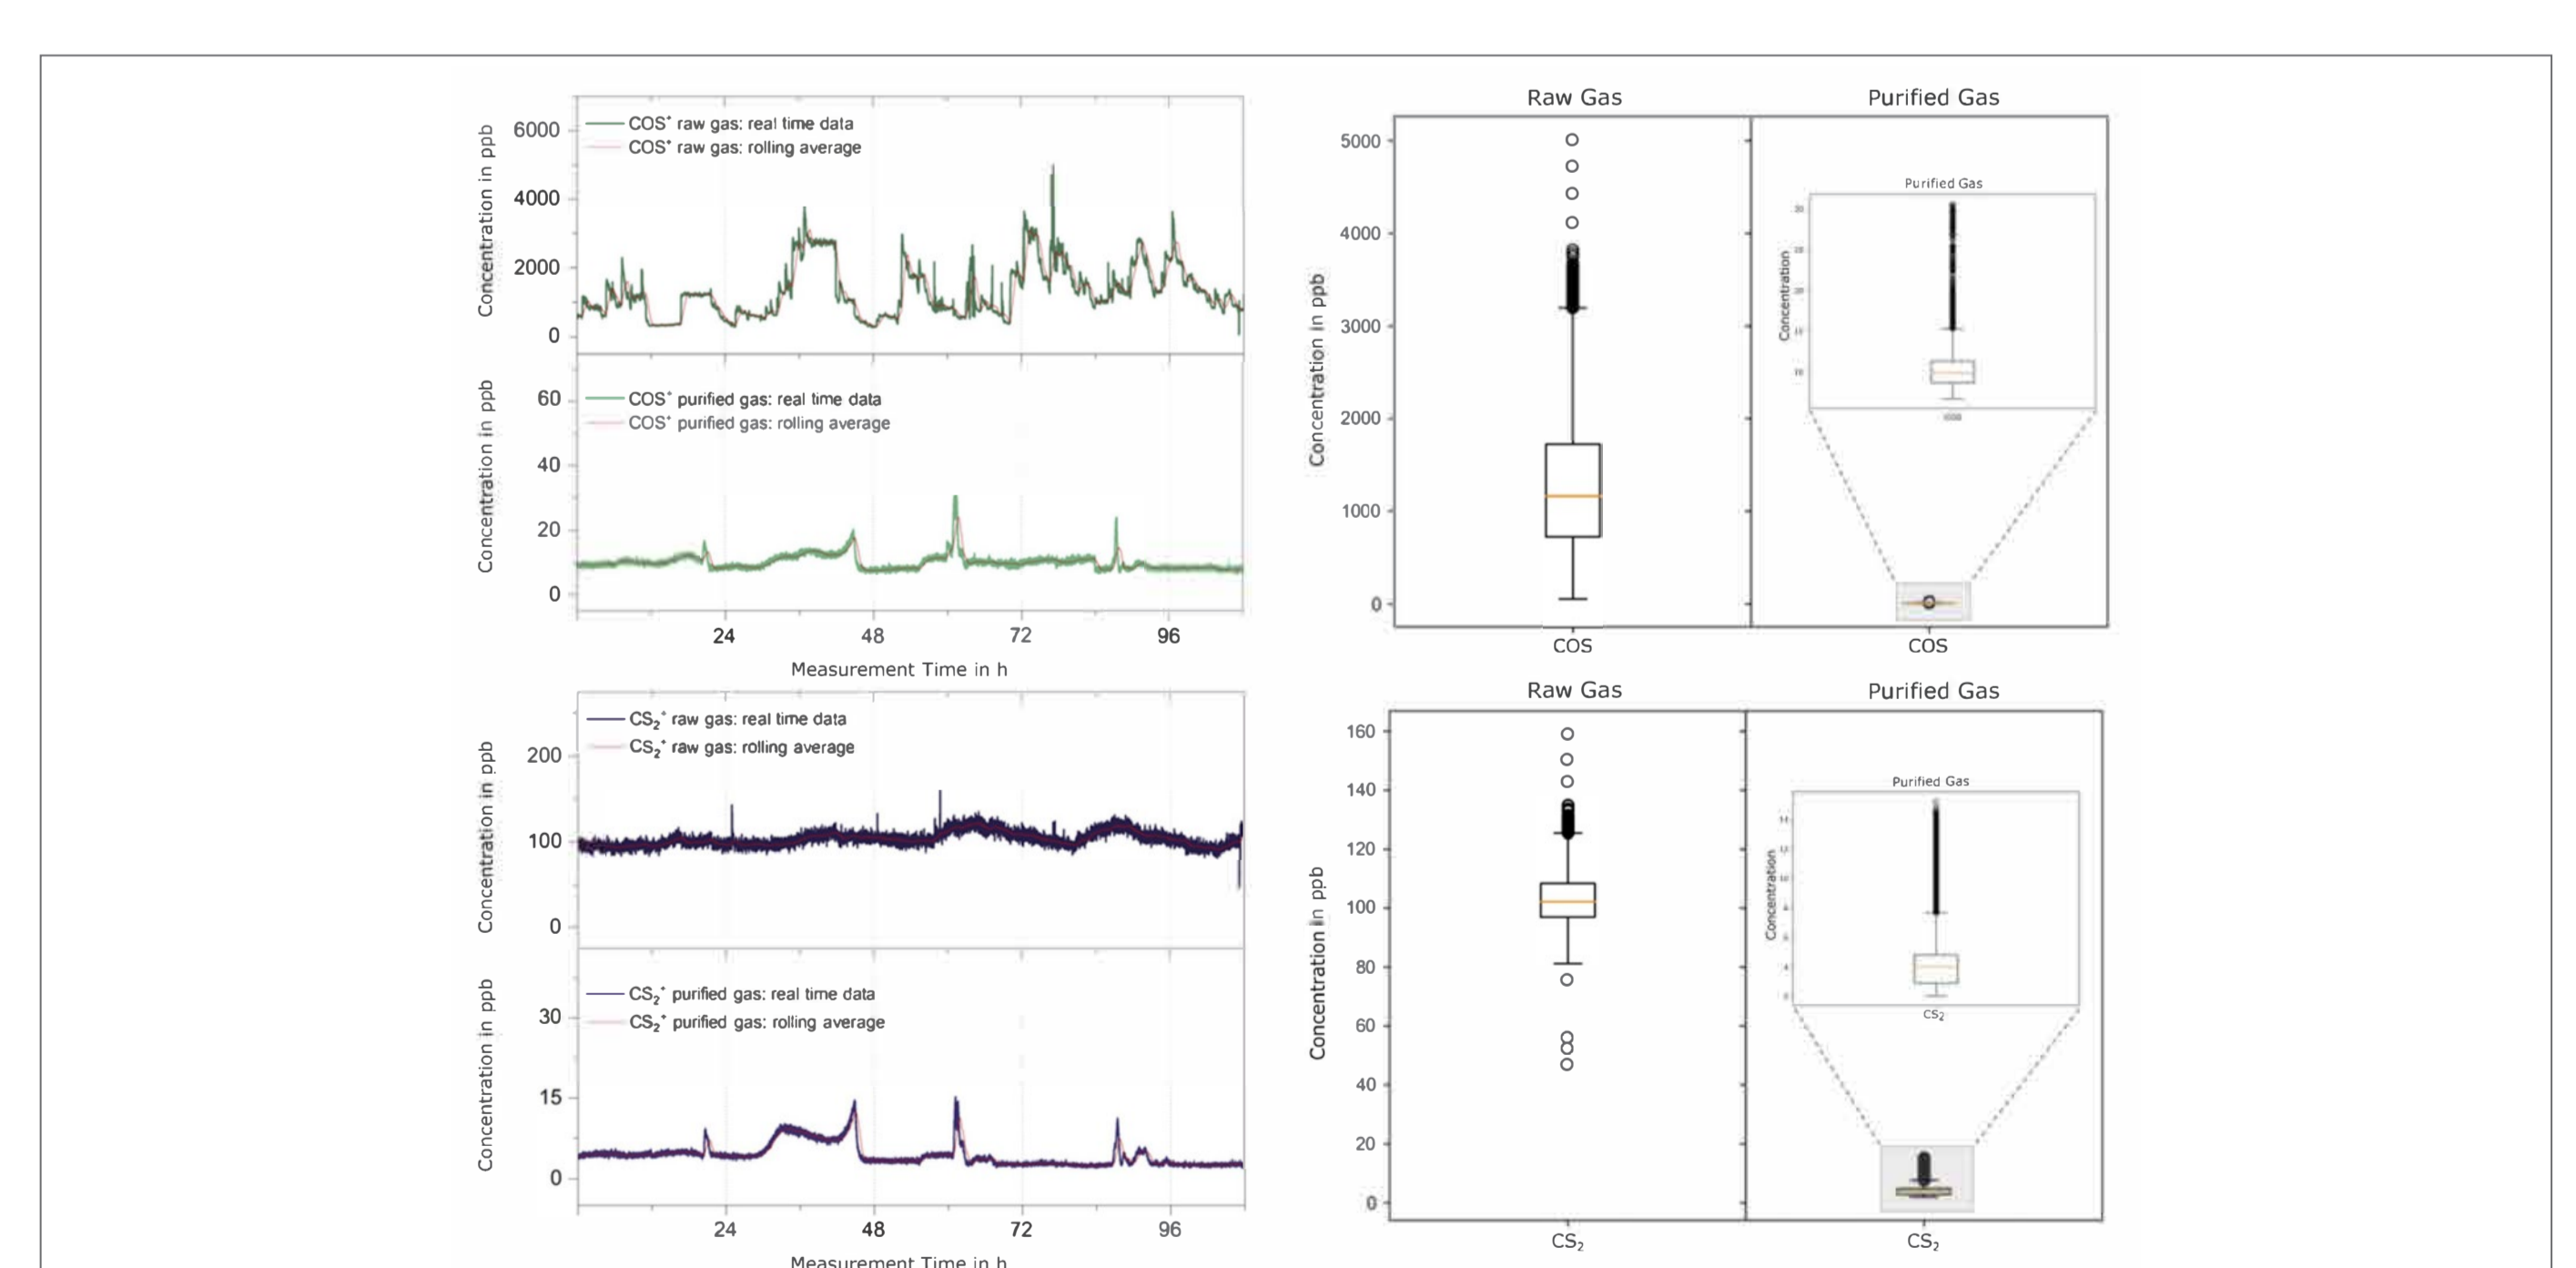 6000
4000
2000
0
Concentration in ppb
COS⁺ raw gas: real time data
COS⁺ raw gas: rolling average
60
40
20
0
Concentration in ppb
COS⁺ purified gas: real time data
COS⁺ purified gas: rolling average
24 48 72 96
Measurement Time in h
Raw Gas Purified Gas
5000
4000
3000
2000
1000
0
Concentration in ppb
Purified Gas
Concentration
COS COS
200
100
0
Concentration in ppb
CS₂⁺ raw gas: real time data
CS₂⁺ raw gas: rolling average
30
15
0
Concentration in ppb
CS₂⁺ purified gas: real time data
CS₂⁺ purified gas: rolling average
24 48 72 96
Measurement Time in h
Raw Gas Purified Gas
160
140
120
100
80
60
40
20
0
Concentration in ppb
Purified Gas
Concentration
CS₂
CS₂ CS₂